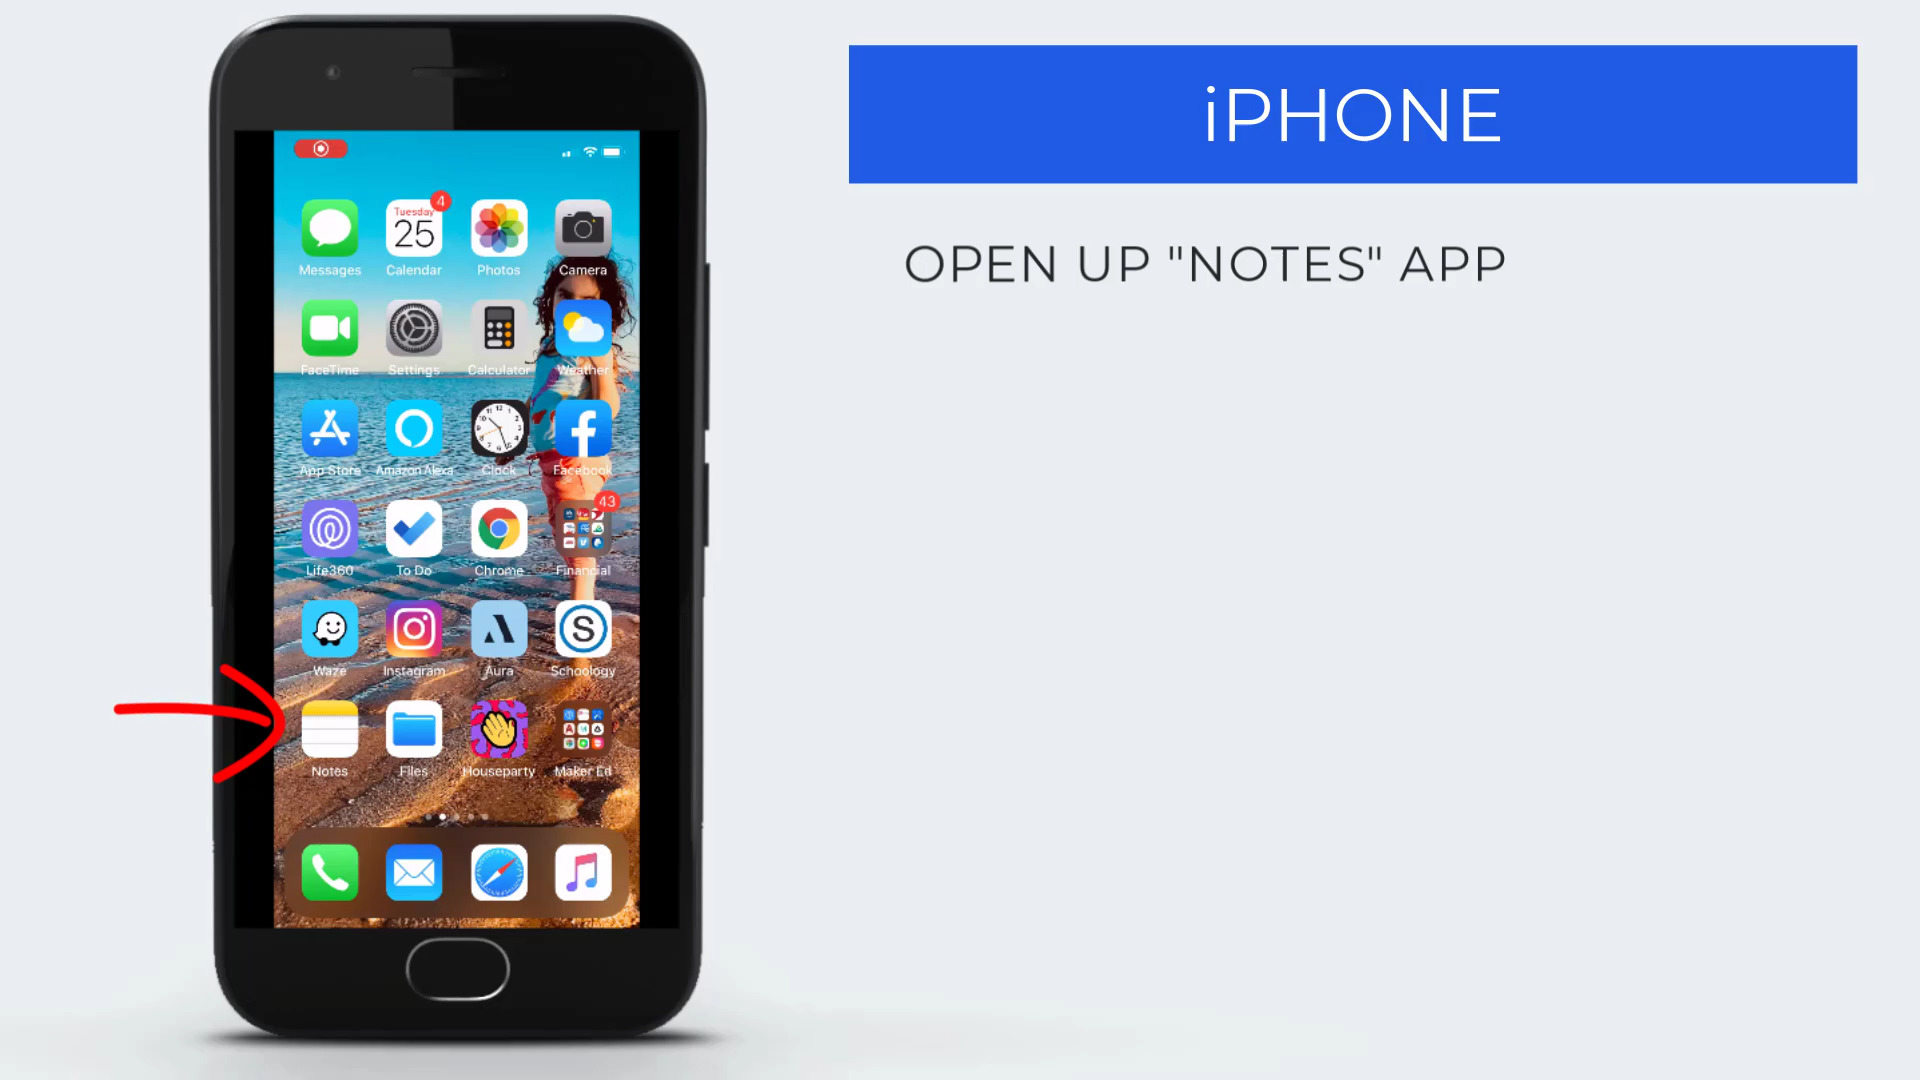 iPHONE
OPEN UP "NOTES" APP
4
Tuesday
25
Messages Calendar Photos Camera
FaceTime Settings Calculator Weather
App Store Amazon Alexa Clock Facebook
43
Life360 To Do Chrome Financial
S
Waze Instagram Aura Schoology
Notes Files Houseparty Maker Ed